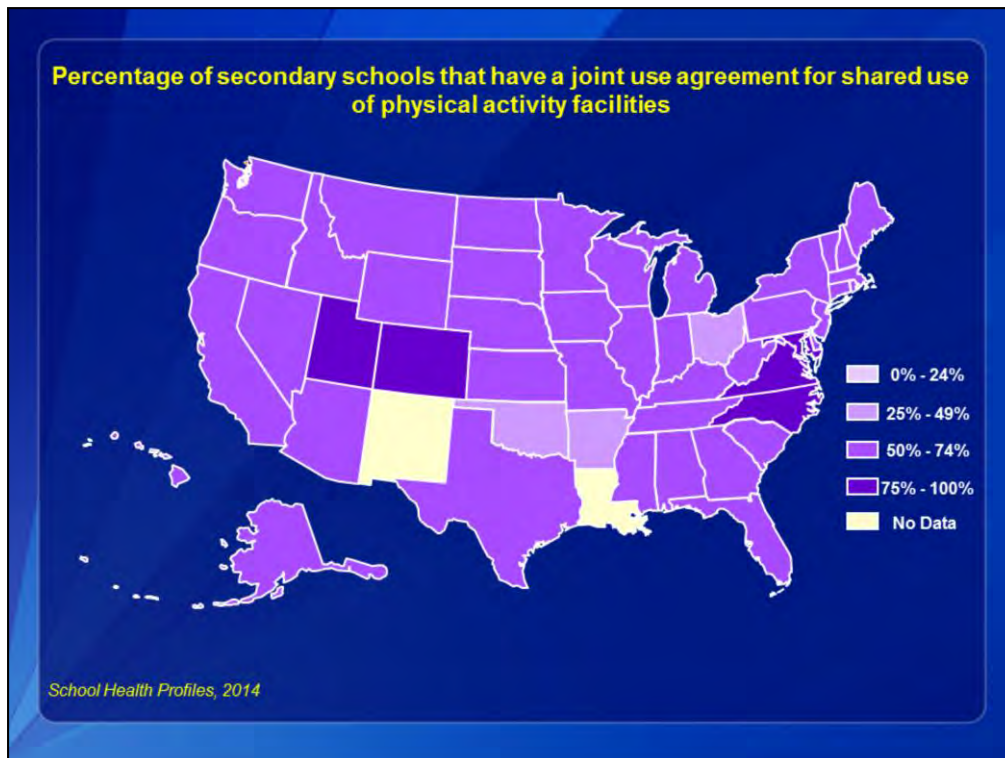 Percentage of secondary schools that have a joint use agreement for shared use
of physical activity facilities
0% - 24%
25% - 49%
50% - 74%
75% - 100%
No Data
School Health Profiles, 2014